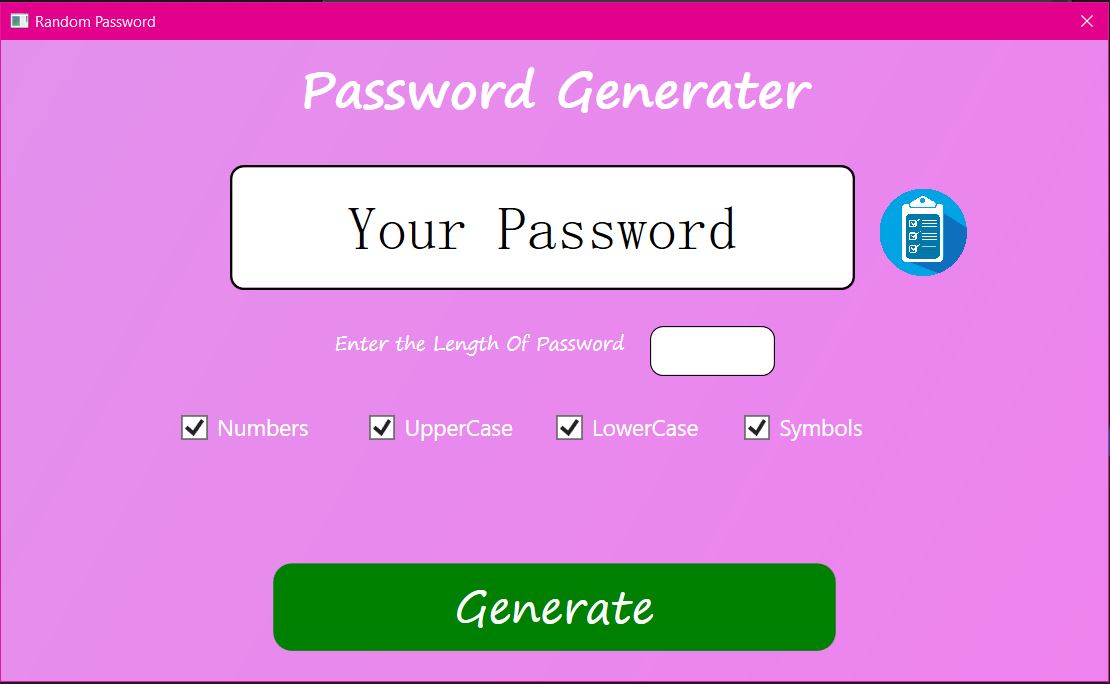 Random Password
Password Generater
Your Password
Enter the Length Of Password
Numbers UpperCase LowerCase Symbols
Generate